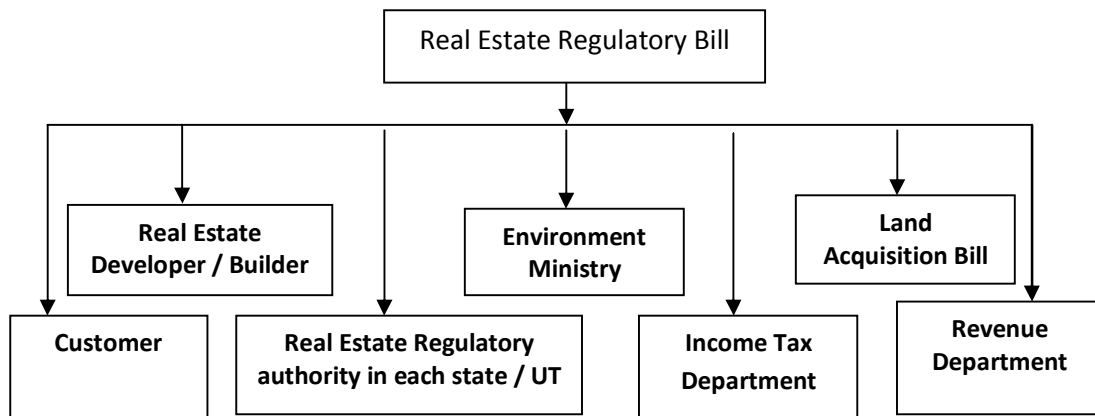 Real Estate Regulatory Bill
Real Estate
Developer / Builder
Environment
Ministry
Land
Acquisition Bill
Customer
Real Estate Regulatory
authority in each state / UT
Income Tax
Department
Revenue
Department